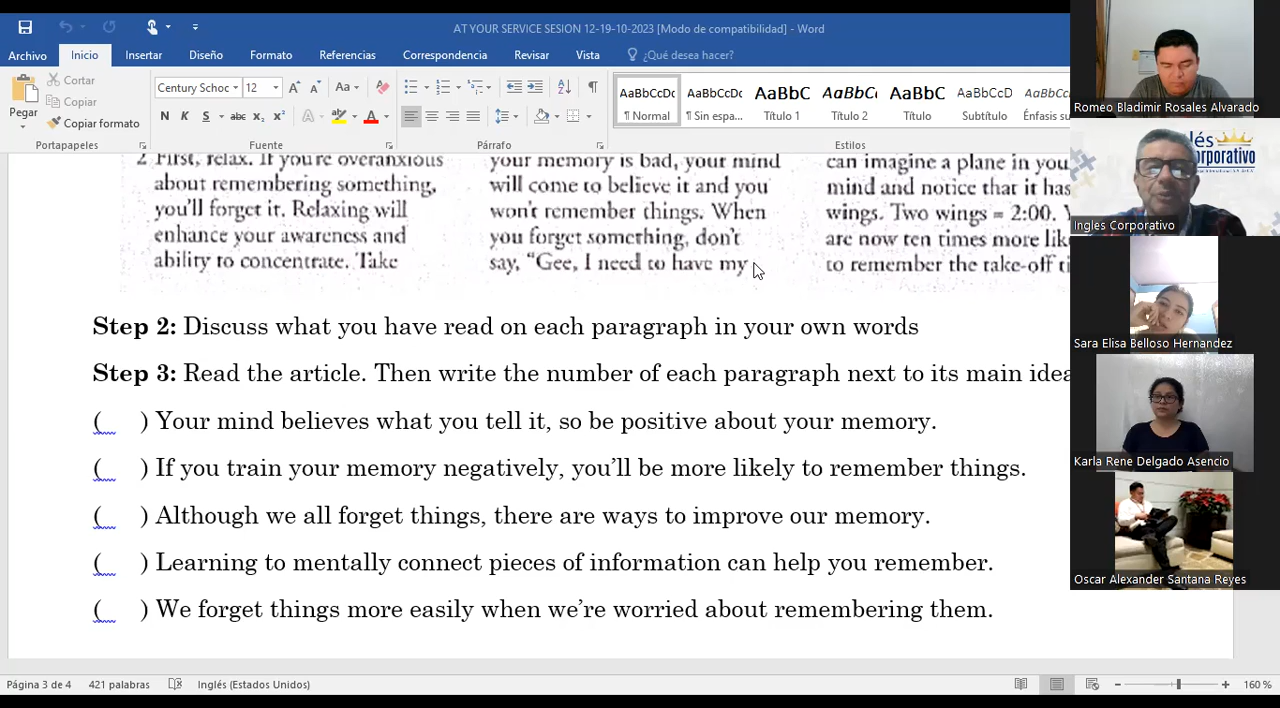 AT YOUR SERVICE SESION 12-19-10-2023 [Modo de compatibilidad] - Word
Archivo Inicio Insertar Diseño Formato Referencias Correspondencia Revisar Vista ¿Qué desea hacer?
Pegar
Cortar
Copiar
Copiar formato
Portapapeles
Century Schoc 12
N K S abc x₂ x²
Fuente
Párrafo
AaBbCcDc AaBbCcDc AaBbC AaBbCc AaBbC AaBbCcD AaBbCc
¶ Normal ¶ Sin espa... Título 1 Título 2 Título Subtítulo Énfasis su
Estilos
2 First, relax. If you're overanxious
about remembering something,
you'll forget it. Relaxing will
enhance your awareness and
ability to concentrate. Take
your memory is bad, your mind
will come to believe it and you
won't remember things. When
you forget something, don't
say, "Gee, I need to have my
can imagine a plane in you
mind and notice that it has
wings. Two wings = 2:00. Y
are now ten times more lik
to remember the take-off ti
Step 2: Discuss what you have read on each paragraph in your own words
Step 3: Read the article. Then write the number of each paragraph next to its main idea
( ) Your mind believes what you tell it, so be positive about your memory.
( ) If you train your memory negatively, you'll be more likely to remember things.
( ) Although we all forget things, there are ways to improve our memory.
( ) Learning to mentally connect pieces of information can help you remember.
( ) We forget things more easily when we're worried about remembering them.
Página 3 de 4 421 palabras Inglés (Estados Unidos) 160 %
Romeo Bladimir Rosales Alvarado
lés
orporativo
Ingles Corporativo
Sara Elisa Belloso Hernandez
Karla Rene Delgado Asencio
Oscar Alexander Santana Reyes